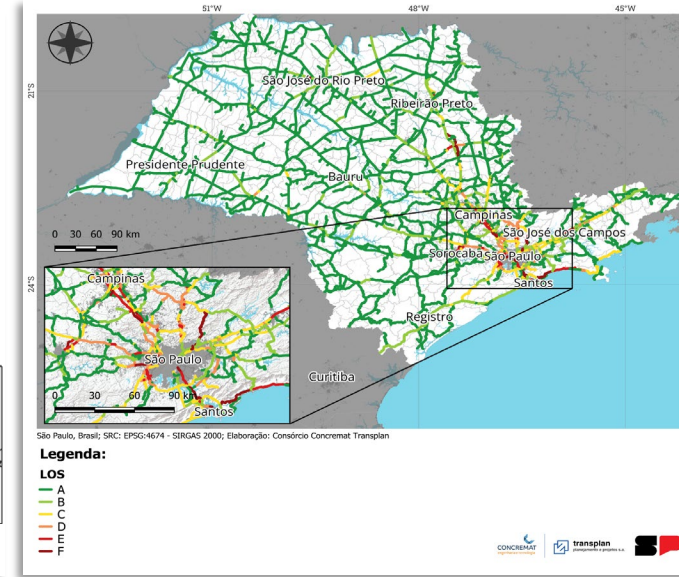 51°W
48°W
45°W
21°S
24°S
São José do Rio Preto
Ribeirão Preto
Presidente Prudente
Bauru
Campinas
São José dos Campos
Sorocaba
São Paulo
Santos
Registro
Curitiba
0 30 60 90 km
Campinas
São Paulo
0 30 60 90 km
Santos
São Paulo, Brasil; SRC: EPSG:4674 - SIRGAS 2000; Elaboração: Consórcio Concremat Transplan
Legenda:
LOS
A
B
C
D
E
F
CONCREMAT
transplan
SP